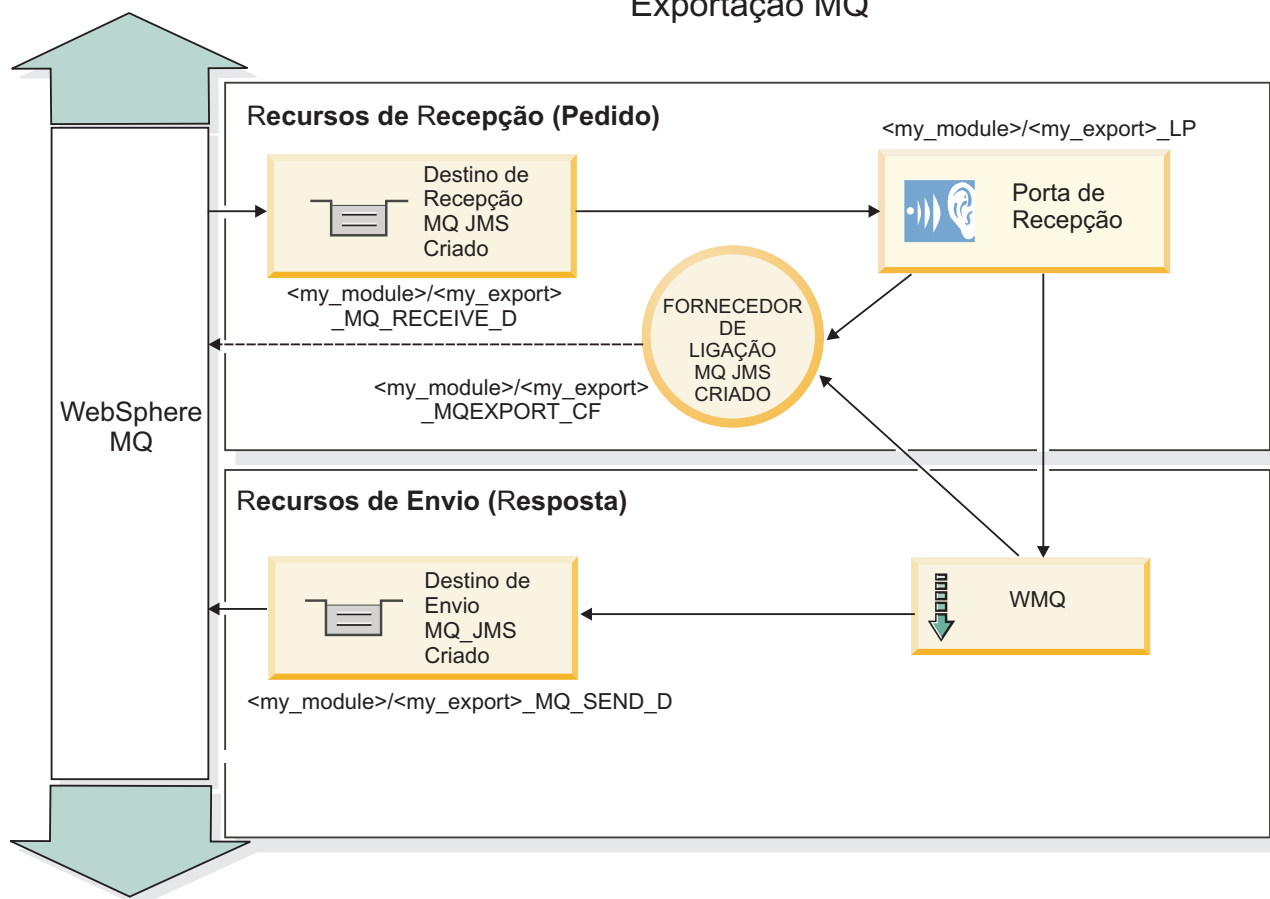 Exportação MQ
Recursos de Recepção (Pedido)
<my_module>/<my_export>_LP
Destino de
Recepção
MQ JMS
Criado
Porta de
Recepção
<my_module>/<my_export>
_MQ_RECEIVE_D
FORNECEDOR
DE
LIGAÇÃO
MQ JMS
CRIADO
<my_module>/<my_export>
_MQEXPORT_CF
WebSphere
MQ
Recursos de Envio (Resposta)
Destino de
Envio
MQ_JMS
Criado
WMQ
<my_module>/<my_export>_MQ_SEND_D